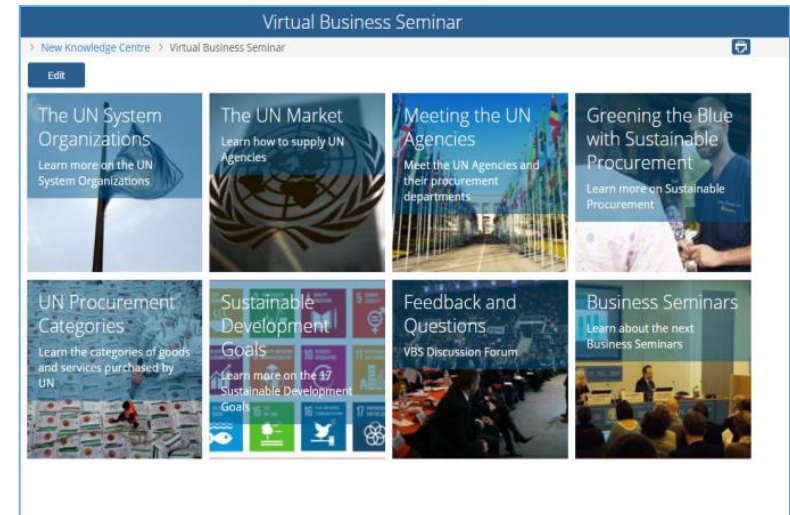 Virtual Business Seminar
> New Knowledge Centre > Virtual Business Seminar
Edit
The UN System
Organizations
Learn more on the UN
System Organizations
The UN Market
Learn how to supply UN
Agencies
Meeting the UN
Agencies
Meet the UN Agencies and
their procurement
departments
Greening the Blue
with Sustainable
Procurement
Learn more on Sustainable
Procurement
UN Procurement
Categories
Learn the categories of goods
and services purchased by
UN
Sustainable
Development
Goals
Learn more on the 17
Sustainable Development
Goals
Feedback and
Questions
VBS Discussion Forum
Business Seminars
Learn about the next
Business Seminars